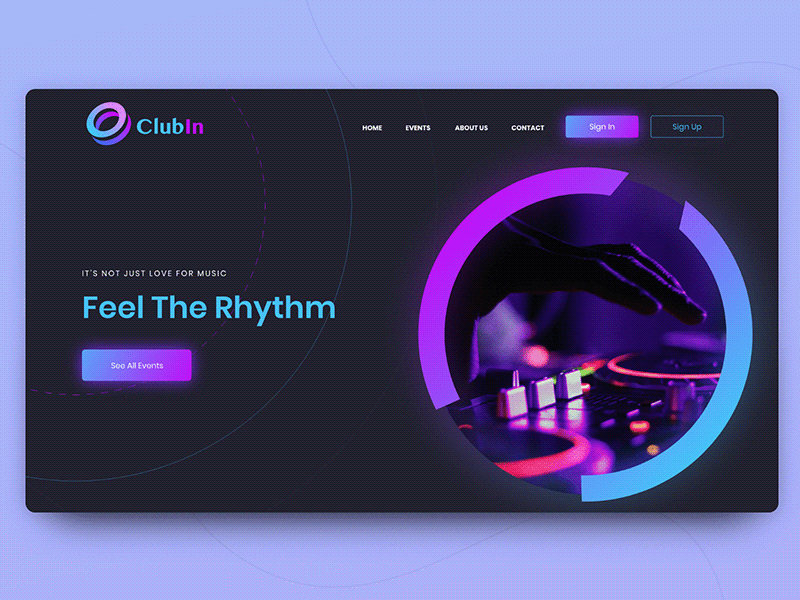 ClubIn
HOME EVENTS ABOUT US CONTACT Sign In Sign Up
IT'S NOT JUST LOVE FOR MUSIC
Feel The Rhythm
See All Events